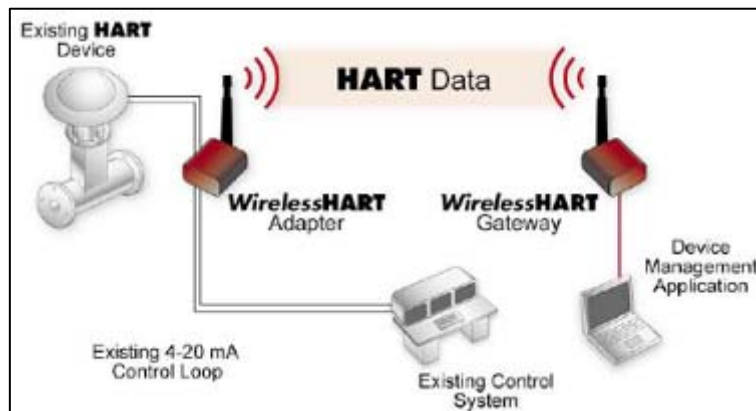 Existing HART
Device
HART Data
WirelessHART
Adapter
WirelessHART
Gateway
Device
Management
Application
Existing 4-20 mA
Control Loop
Existing Control
System